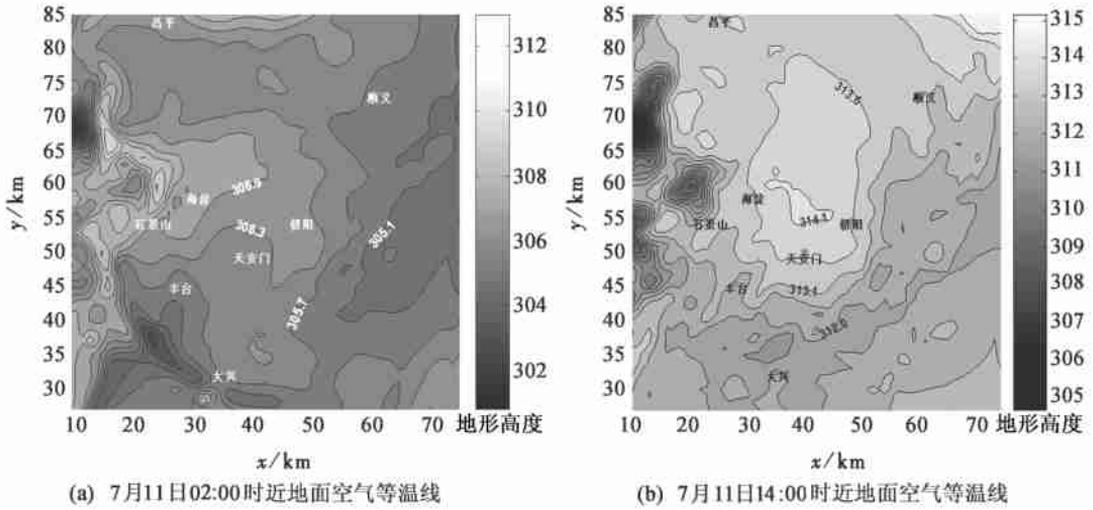 85
80
75
70
65
60
55
50
45
40
35
30
y/km
10 20 30 40 50 60 70
x/km
昌平
顺义
海淀
石景山
朝阳
天安门
丰台
大兴
306.9
306.3
305.7
305.1
312
310
308
306
304
302
地形高度
(a) 7月11日02:00时近地面空气等温线
85
80
75
70
65
60
55
50
45
40
35
30
y/km
10 20 30 40 50 60 70
x/km
昌平
顺义
海淀
石景山
朝阳
天安门
丰台
大兴
313.6
314.1
313.1
315
314
313
312
311
310
309
308
307
306
305
地形高度
(b) 7月11日14:00时近地面空气等温线